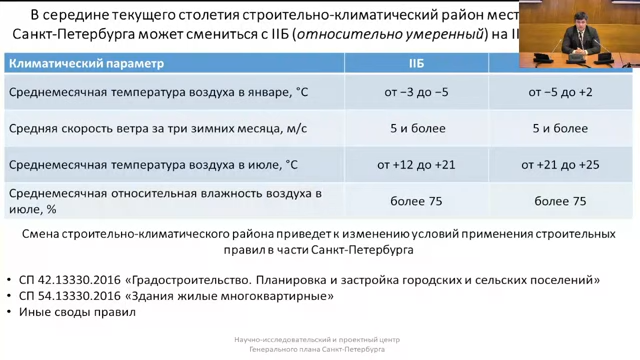 В середине текущего столетия строительно-климатический район мест
Санкт-Петербурга может смениться с IIБ (относительно умеренный) на II
Климатический параметр IIБ
Среднемесячная температура воздуха в январе, °С от −3 до −5 от −5 до +2
Средняя скорость ветра за три зимних месяца, м/с 5 и более 5 и более
Среднемесячная температура воздуха в июле, °С от +12 до +21 от +21 до +25
Среднемесячная относительная влажность воздуха в
июле, % более 75 более 75
Смена строительно-климатического района приведет к изменению условий применения строительных
правил в части Санкт-Петербурга
• СП 42.13330.2016 «Градостроительство. Планировка и застройка городских и сельских поселений»
• СП 54.13330.2016 «Здания жилые многоквартирные»
• Иные своды правил
Научно-исследовательский и проектный центр
Генерального плана Санкт-Петербурга